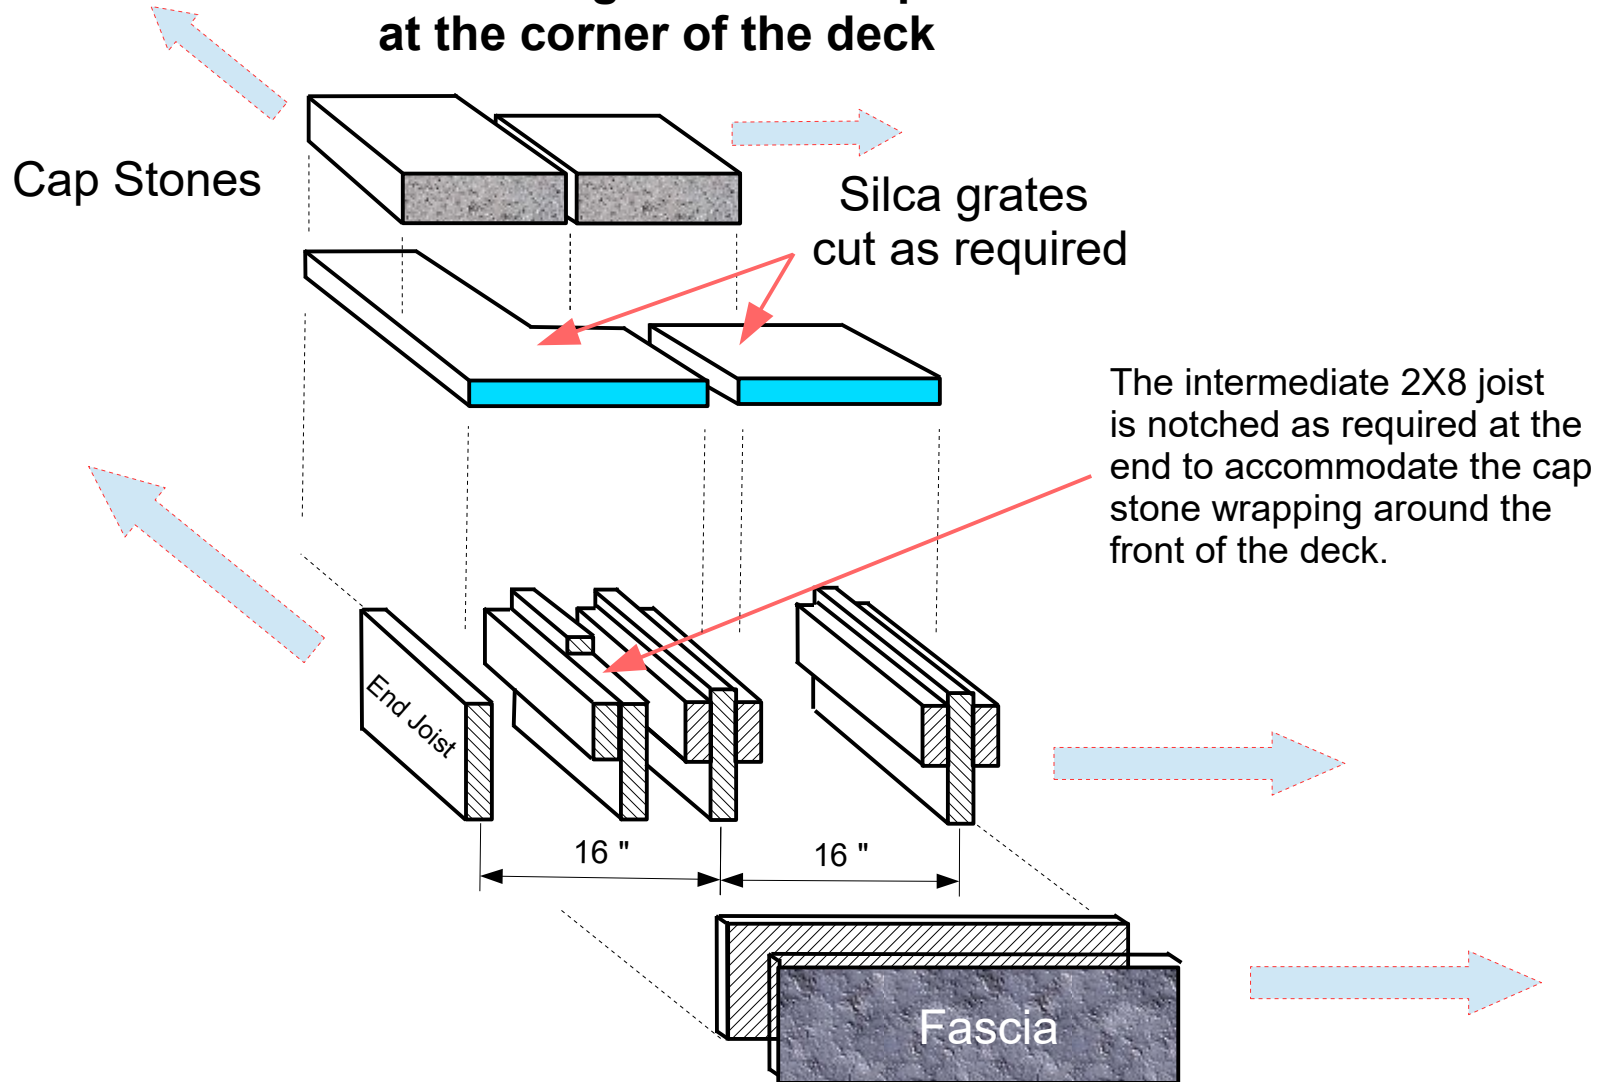 at the corner of the deck
Cap Stones
Silca grates
cut as required
The intermediate 2X8 joist
is notched as required at the
end to accommodate the cap
stone wrapping around the
front of the deck.
End Joist
16 "
16 "
Fascia